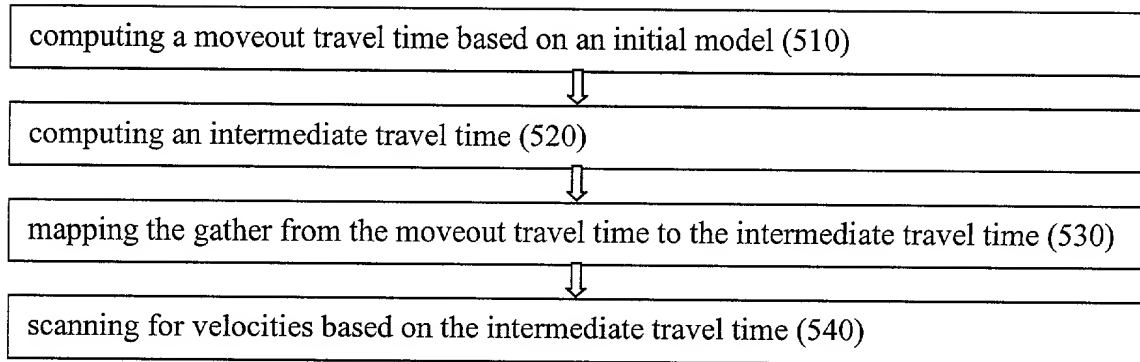 computing a moveout travel time based on an initial model (510)
computing an intermediate travel time (520)
mapping the gather from the moveout travel time to the intermediate travel time (530)
scanning for velocities based on the intermediate travel time (540)